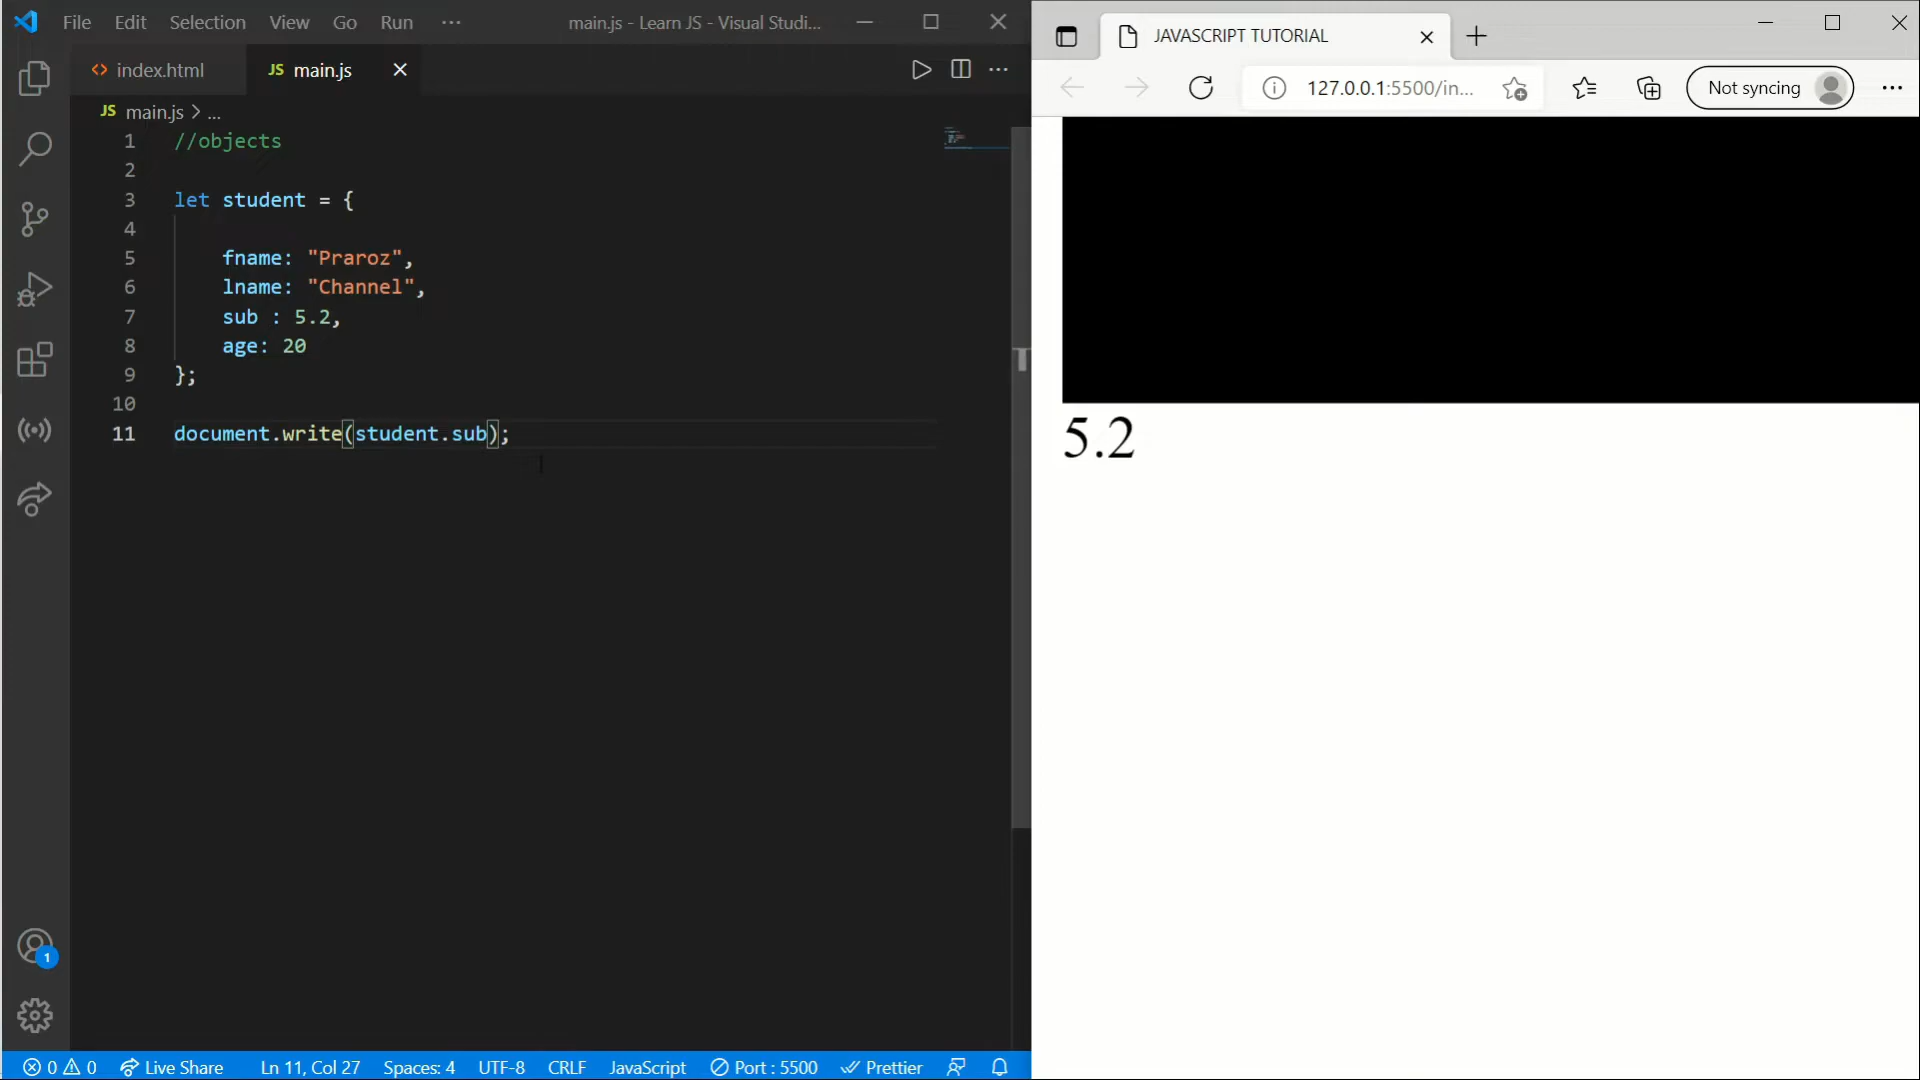 File Edit Selection View Go Run ··· main.js - Learn JS - Visual Studi...
index.html JS main.js
JS main.js > ...
1 //objects
2
3 let student = {
4
5 fname: "Praroz",
6 lname: "Channel",
7 sub : 5.2,
8 age: 20
9 };
10
11 document.write(student.sub);
1
0 0 Live Share Ln 11, Col 27 Spaces: 4 UTF-8 CRLF JavaScript Port : 5500 Prettier
JAVASCRIPT TUTORIAL
127.0.0.1:5500/in... Not syncing
5.2